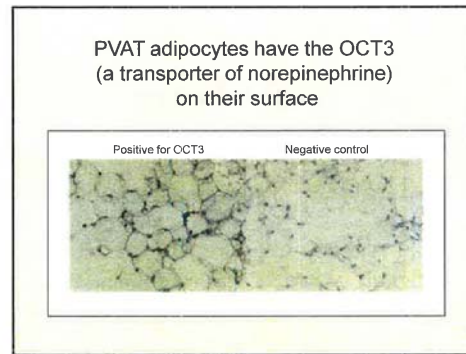 PVAT adipocytes have the OCT3
(a transporter of norepinephrine)
on their surface
Positive for OCT3
Negative control